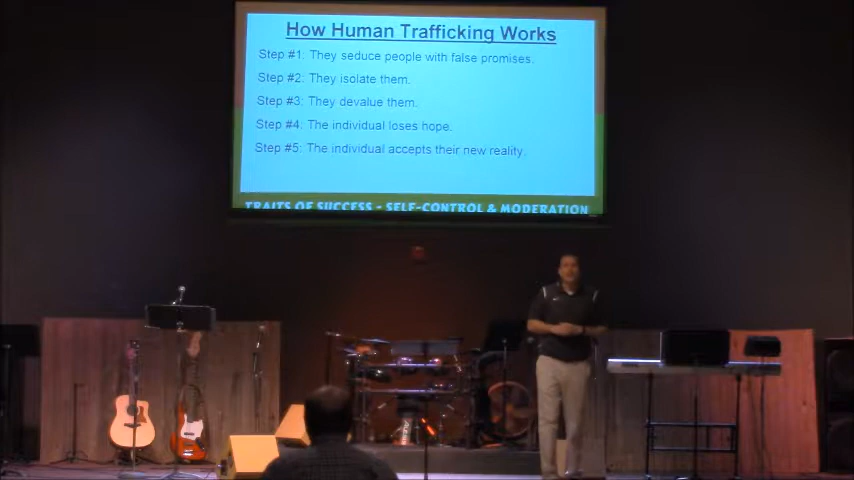 How Human Trafficking Works
Step #1: They seduce people with false promises.
Step #2: They isolate them.
Step #3: They devalue them.
Step #4: The individual loses hope.
Step #5: The individual accepts their new reality.
TRAITS OF SUCCESS - SELF-CONTROL & MODERATION